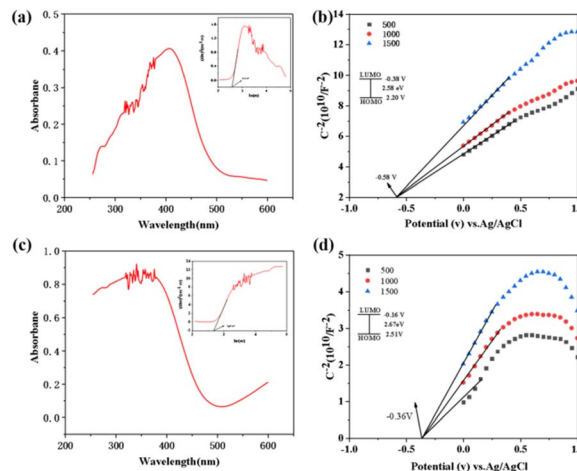 (a)
0.5
0.4
0.3
0.2
0.1
0.0
Absorbane
200 300 400 500 600
Wavelength(nm)
(b)
14
12
10
8
6
4
2
C⁻²(10¹⁰/F⁻²)
500
1000
1500
LUMO -0.38 V
2.58 eV
HOMO 2.20 V
-0.58 V
-1.0 -0.5 0.0 0.5 1.0
Potential (v) vs.Ag/AgCl
(c)
1.0
0.8
0.6
0.4
0.2
0.0
Absorbane
200 300 400 500 600
Wavelength(nm)
(d)
5
4
3
2
1
0
C⁻²(10¹⁰/F⁻²)
500
1000
1500
LUMO -0.16 V
2.67eV
HOMO 2.51V
-0.36V
-1.0 -0.5 0.0 0.5 1.0
Potential (v) vs.Ag/AgCl